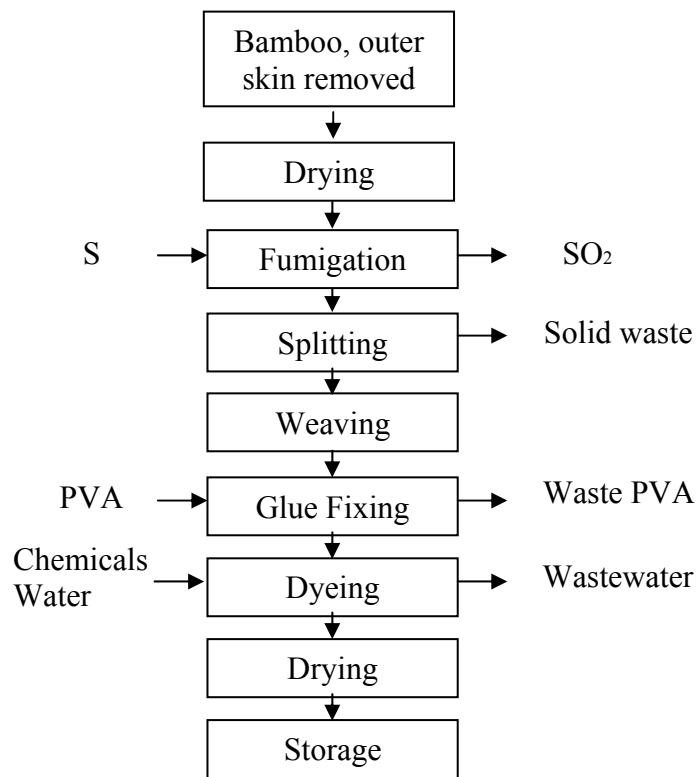 Bamboo, outer
skin removed
Drying
S
Fumigation
SO₂
Splitting
Solid waste
Weaving
PVA
Glue Fixing
Waste PVA
Chemicals
Water
Dyeing
Wastewater
Drying
Storage